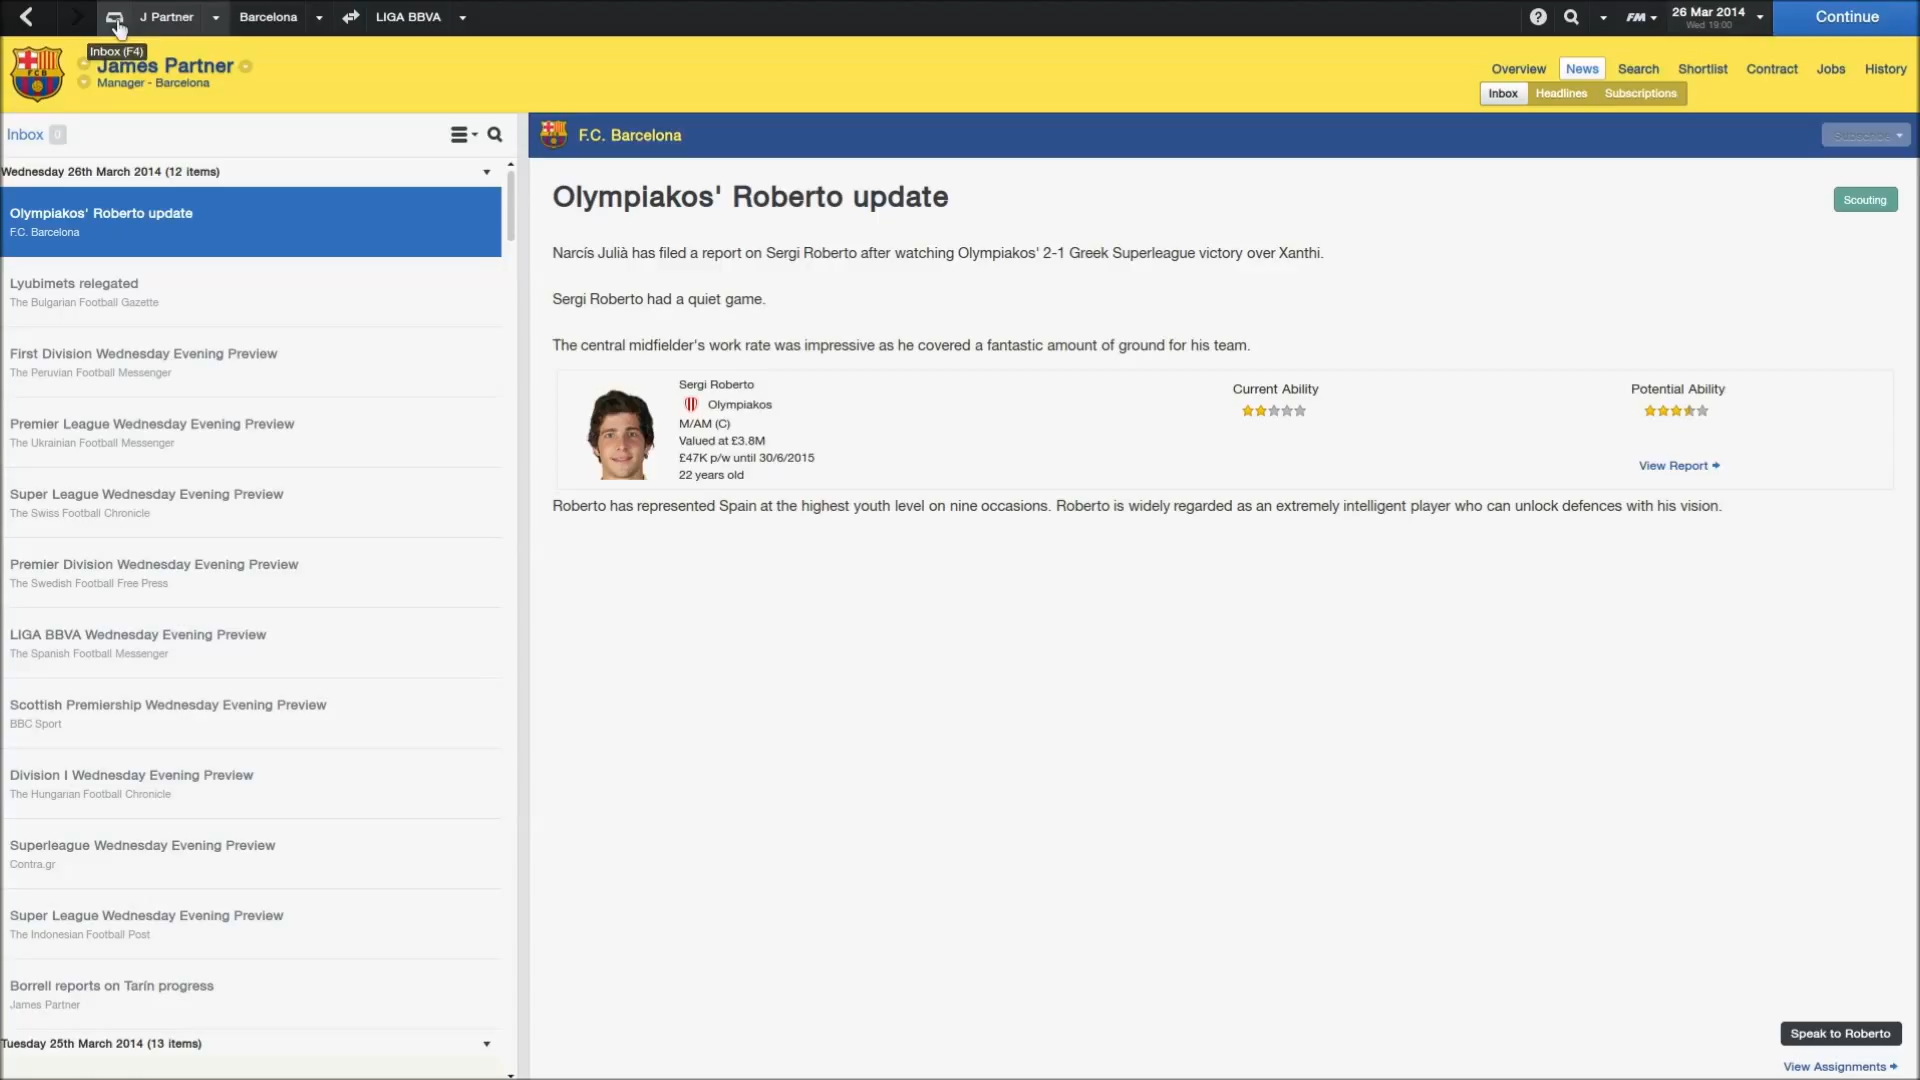 J Partner
Barcelona
LIGA BBVA
FM
26 Mar 2014
Wed 19:00
Continue
Inbox (F4)
James Partner
Manager - Barcelona
Overview
News
Search
Shortlist
Contract
Jobs
History
Inbox
Headlines
Subscriptions
Inbox 0
Wednesday 26th March 2014 (12 items)
Olympiakos' Roberto update
F.C. Barcelona
Lyubimets relegated
The Bulgarian Football Gazette
First Division Wednesday Evening Preview
The Peruvian Football Messenger
Premier League Wednesday Evening Preview
The Ukrainian Football Messenger
Super League Wednesday Evening Preview
The Swiss Football Chronicle
Premier Division Wednesday Evening Preview
The Swedish Football Free Press
LIGA BBVA Wednesday Evening Preview
The Spanish Football Messenger
Scottish Premiership Wednesday Evening Preview
BBC Sport
Division I Wednesday Evening Preview
The Hungarian Football Chronicle
Superleague Wednesday Evening Preview
Contra.gr
Super League Wednesday Evening Preview
The Indonesian Football Post
Borrell reports on Tarín progress
James Partner
Tuesday 25th March 2014 (13 items)
F.C. Barcelona
Subscribe
Olympiakos' Roberto update
Scouting
Narcís Julià has filed a report on Sergi Roberto after watching Olympiakos' 2-1 Greek Superleague victory over Xanthi.
Sergi Roberto had a quiet game.
The central midfielder's work rate was impressive as he covered a fantastic amount of ground for his team.
Sergi Roberto
Olympiakos
M/AM (C)
Valued at £3.8M
£47K p/w until 30/6/2015
22 years old
Current Ability
Potential Ability
View Report
Roberto has represented Spain at the highest youth level on nine occasions. Roberto is widely regarded as an extremely intelligent player who can unlock defences with his vision.
Speak to Roberto
View Assignments